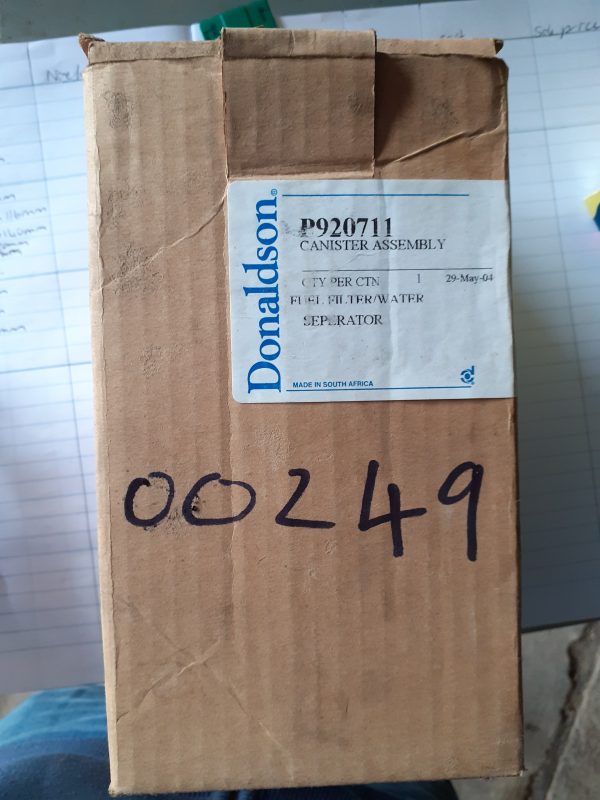 Donaldson®
P920711
CANISTER ASSEMBLY
QTY PER CTN 1 29-May-04
FUEL FILTER/WATER
SEPERATOR
MADE IN SOUTH AFRICA
00249